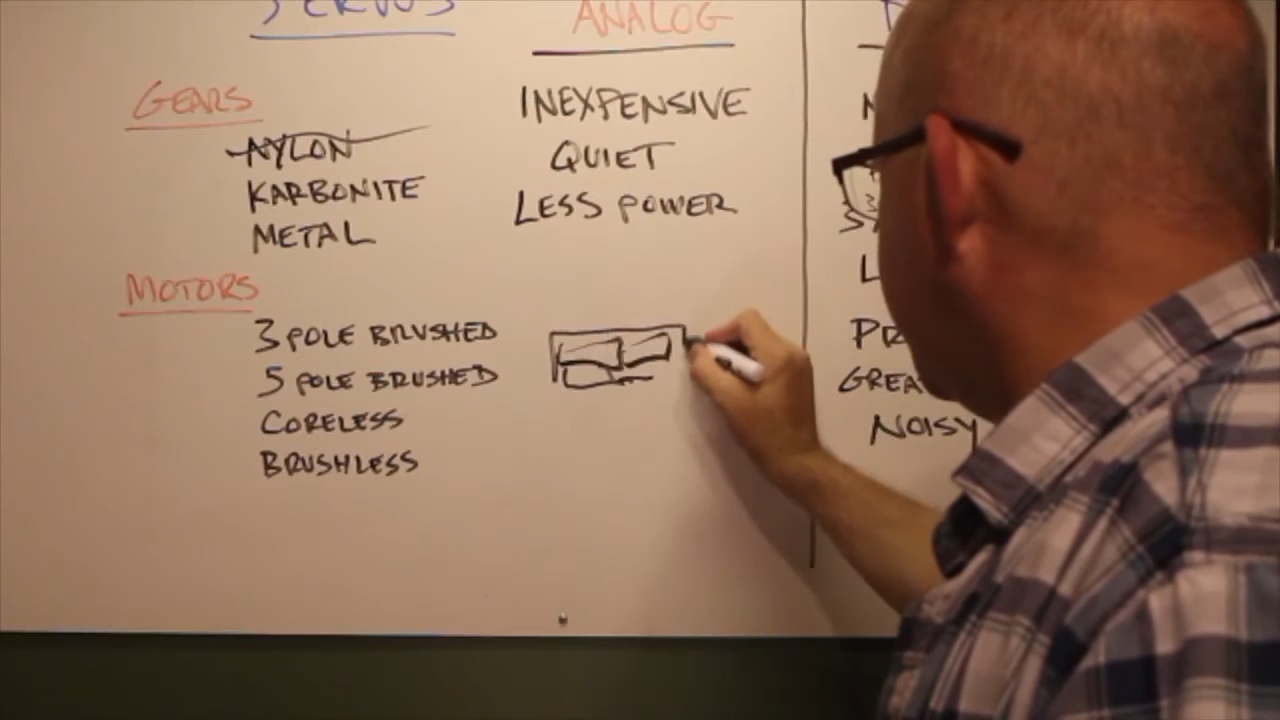 SERVOS
ANALOG
GEARS
NYLON
KARBONITE
METAL
MOTORS
3 POLE BRUSHED
5 POLE BRUSHED
CORELESS
BRUSHLESS
INEXPENSIVE
QUIET
LESS POWER
NOISY